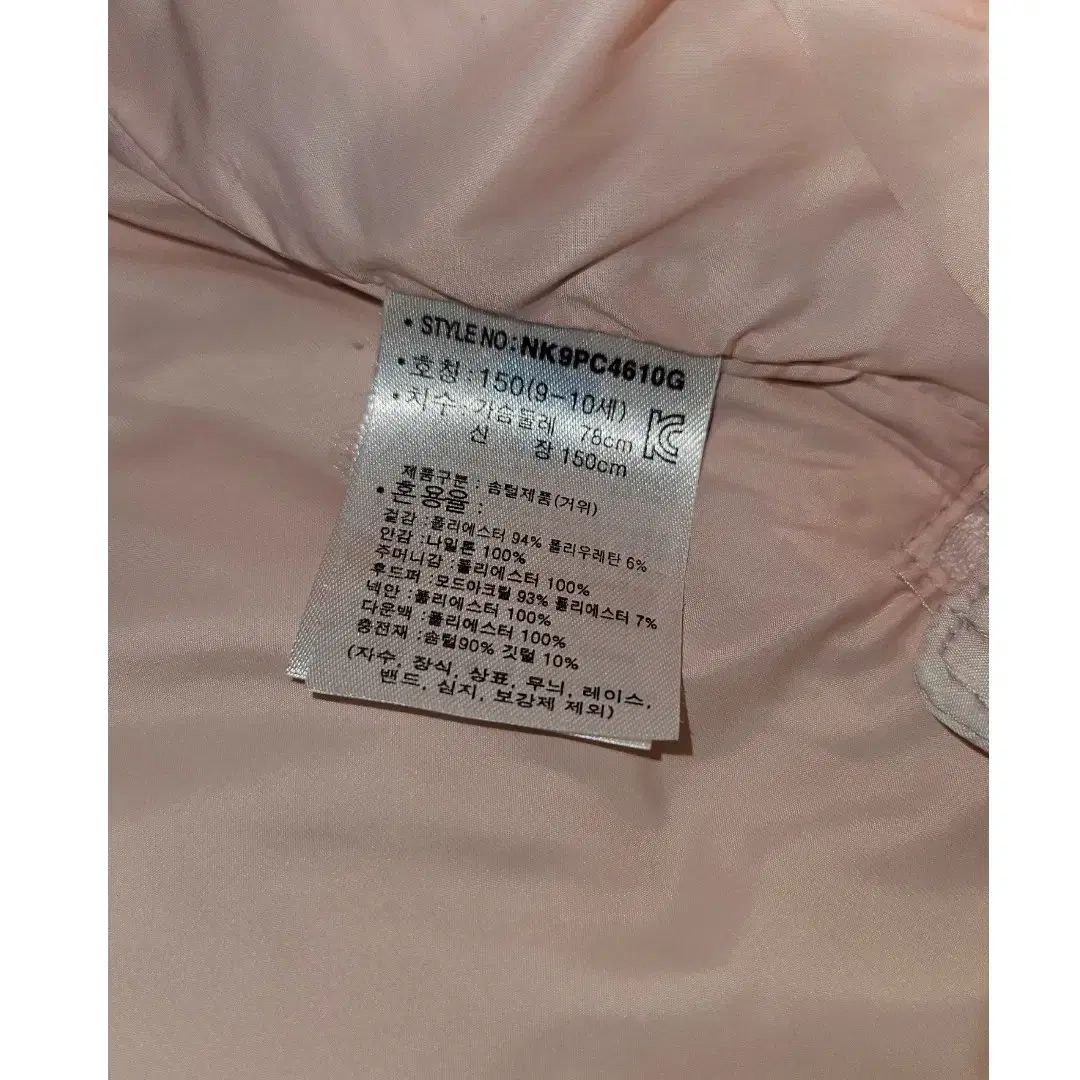 • STYLE NO : NK9PC4610G
• 호칭 : 150(9-10세)
• 치수 : 가슴둘레 78cm
신 장 150cm
제품구분 : 솜털제품(거위)
• 혼용율 :
겉감 : 폴리에스터 94% 폴리우레탄 6%
안감 : 나일론 100%
주머니감 : 폴리에스터 100%
후드퍼 : 모드아크릴 93% 폴리에스터 7%
넥안 : 폴리에스터 100%
다운백 : 폴리에스터 100%
충전재 : 솜털90% 깃털 10%
(자수, 장식, 상표, 무늬, 레이스,
밴드, 심지, 보강제 제외)